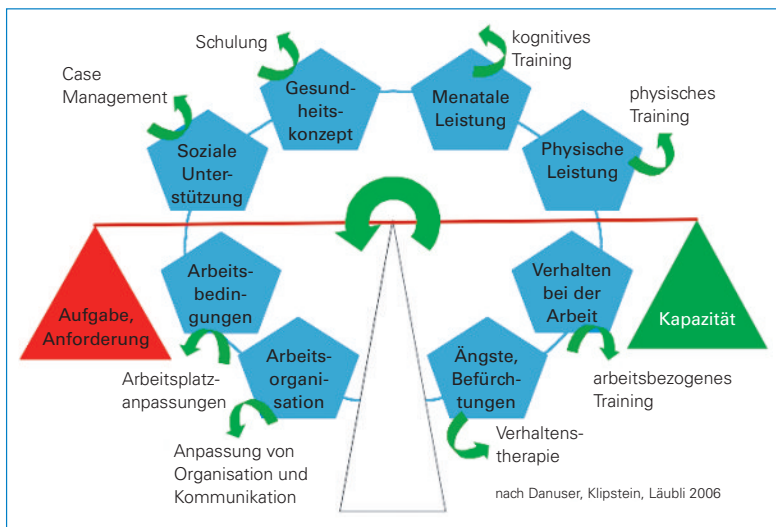 Schulung
kognitives
Training
Case
Management
Gesund-
heits-
konzept
Menatale
Leistung
physisches
Training
Soziale
Unter-
stützung
Physische
Leistung
Aufgabe,
Anforderung
Arbeits-
bedin-
gungen
Verhalten
bei der
Arbeit
Kapazität
Arbeitsplatz-
anpassungen
Arbeits-
organi-
sation
Ängste,
Befürch-
tungen
arbeitsbezogenes
Training
Anpassung von
Organisation und
Kommunikation
Verhaltens-
therapie
nach Danuser, Klipstein, Läubli 2006